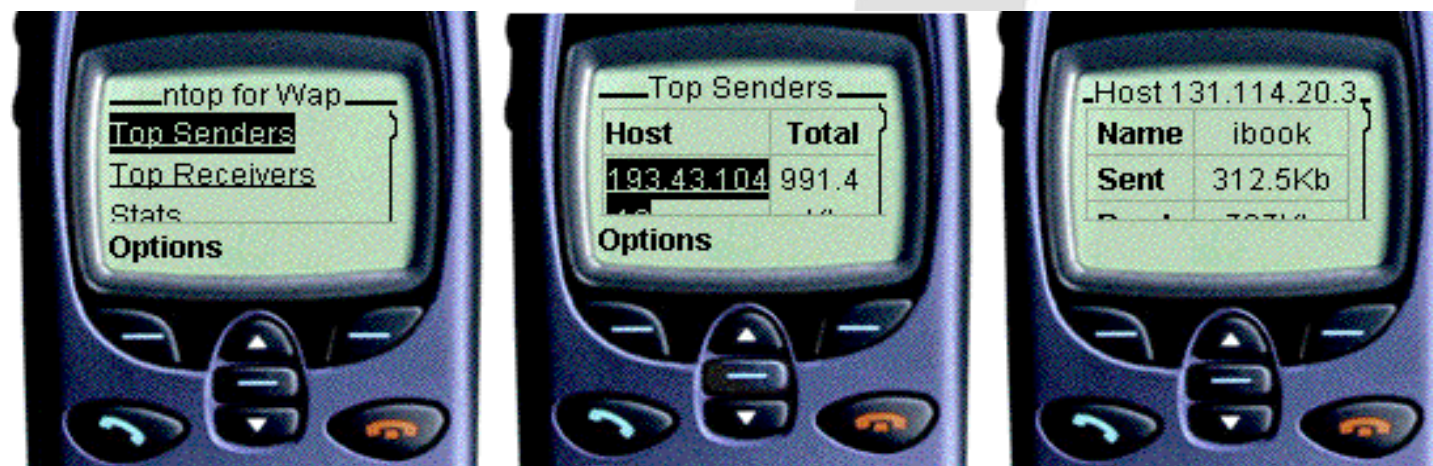 ntop for Wap
Top Senders
Top Receivers
Stats
Options
Top Senders
Host Total
193.43.104 991.4
Options
Host 131.114.20.3
Name ibook
Sent 312.5Kb